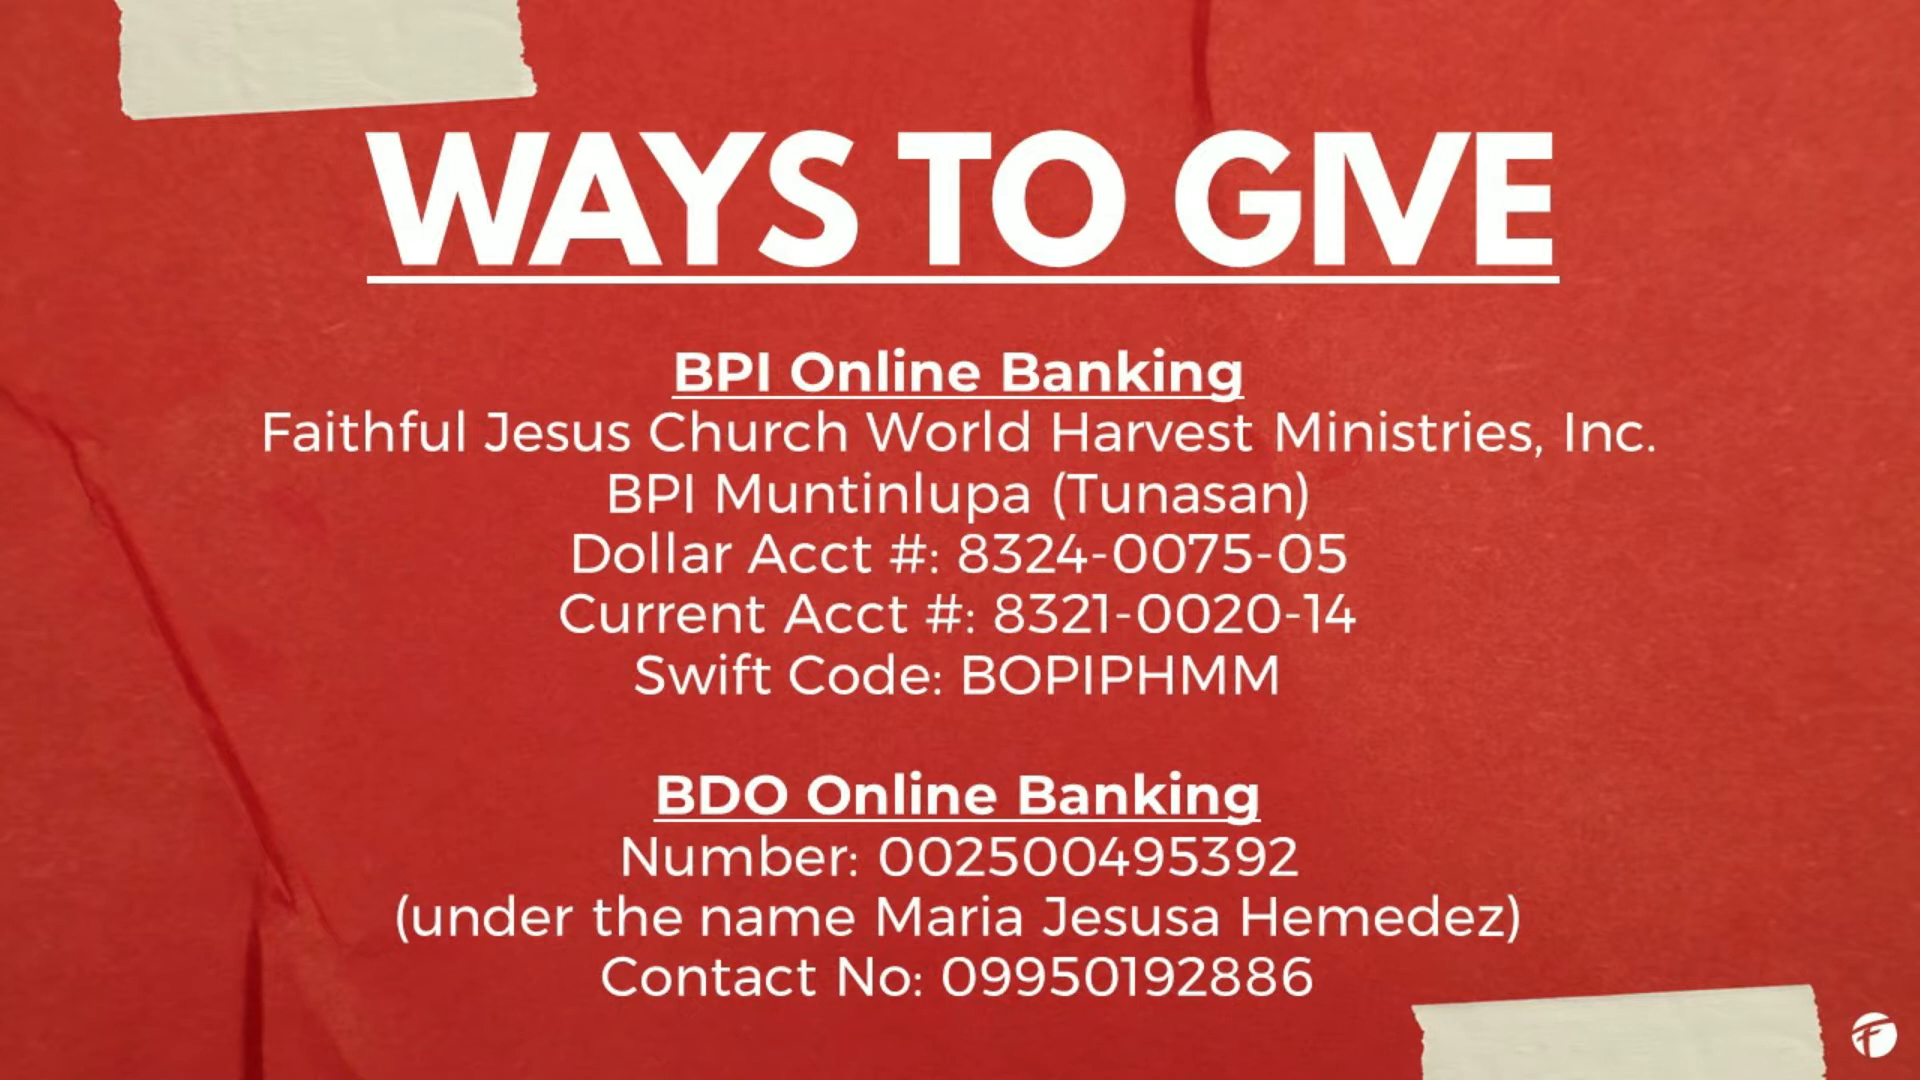 WAYS TO GIVE
BPI Online Banking
Faithful Jesus Church World Harvest Ministries, Inc.
BPI Muntinlupa (Tunasan)
Dollar Acct #: 8324-0075-05
Current Acct #: 8321-0020-14
Swift Code: BOPIPHMM
BDO Online Banking
Number: 002500495392
(under the name Maria Jesusa Hemedez)
Contact No: 09950192886